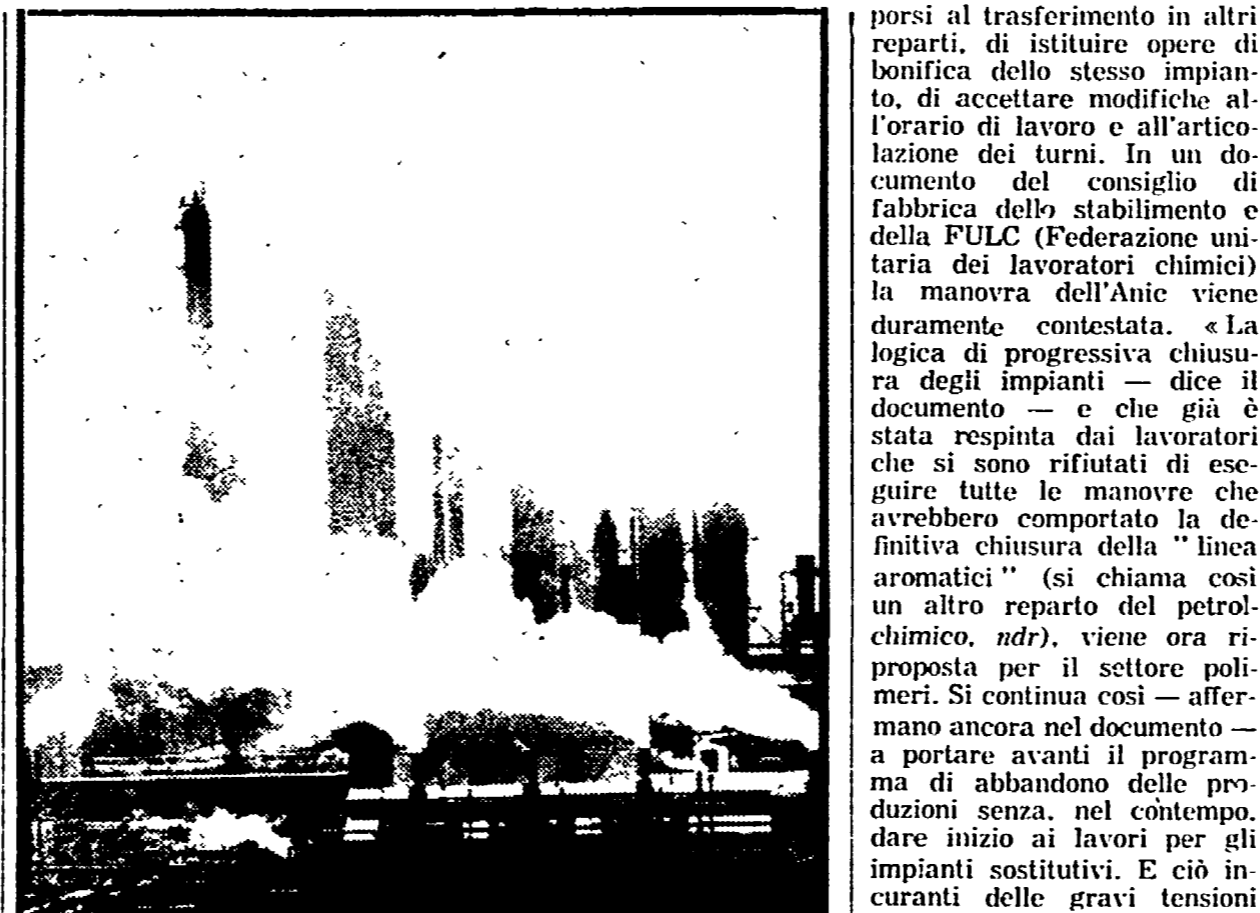 porsi al trasferimento in altri
reparti, di istituire opere di
bonifica dello stesso impian-
to, di accettare modifiche al-
l'orario di lavoro e all'artico-
lazione dei turni. In un do-
cumento del consiglio di
fabbrica dello stabilimento e
della FULC (Federazione uni-
taria dei lavoratori chimici)
la manovra dell'Anic viene
duramente contestata. « La
logica di progressiva chiusu-
ra degli impianti — dice il
documento — e che già è
stata respinta dai lavoratori
che si sono rifiutati di ese-
guire tutte le manovre che
avrebbero comportato la de-
finitiva chiusura della " linea
aromatici " (si chiama così
un altro reparto del petrol-
chimico, ndr), viene ora ri-
proposta per il settore poli-
meri. Si continua così — affer-
mano ancora nel documento —
a portare avanti il program-
ma di abbandono delle pro-
duzioni senza, nel contempo,
dare inizio ai lavori per gli
impianti sostitutivi. E ciò in-
curanti delle gravi tensioni